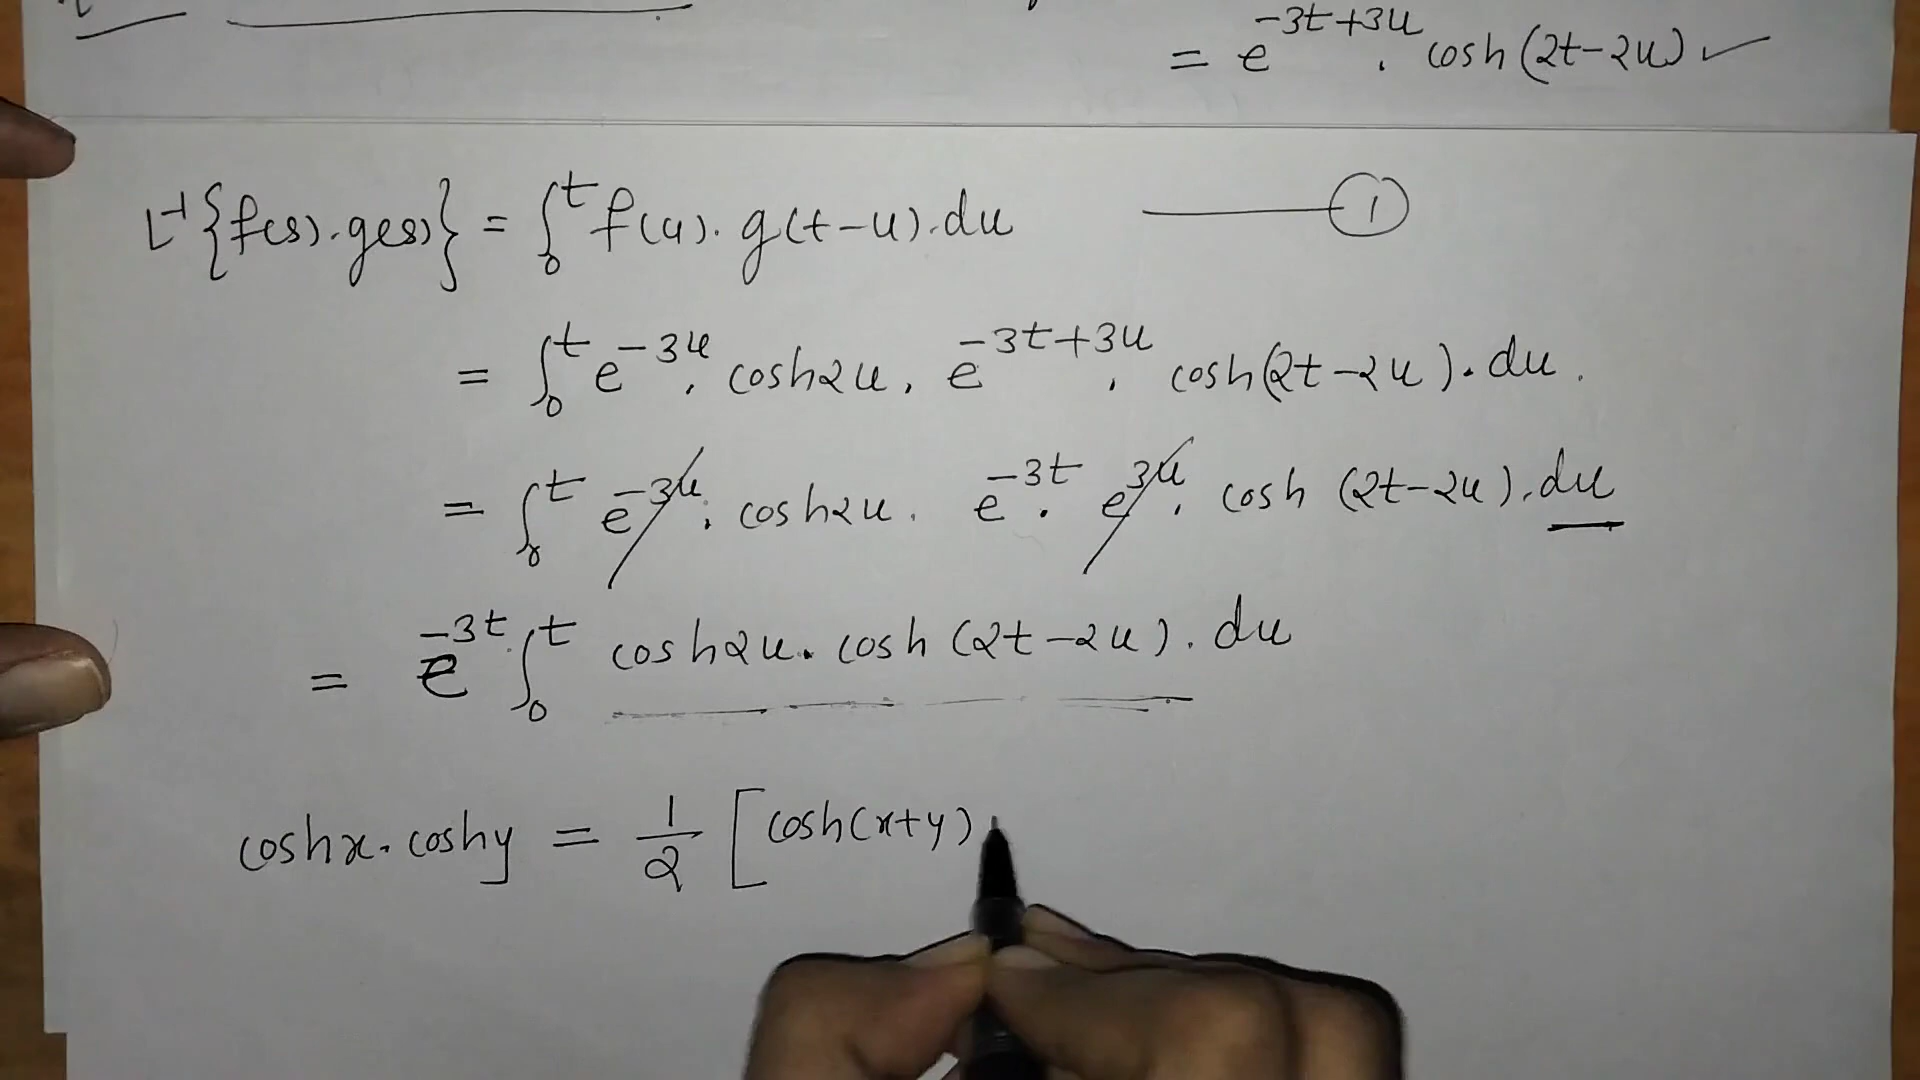 = e^{-3t+3u} . cosh(2t-2u) ✓
L^{-1}{f(s).g(s)} = ∫_0^t f(u).g(t-u).du ——— ①
= ∫_0^t e^{-3u}. cosh2u. e^{-3t+3u}. cosh(2t-2u).du.
= ∫_0^t e^{-3u}. cosh2u. e^{-3t}. e^{3u}. cosh (2t-2u).du
= e^{-3t}. ∫_0^t cosh2u. cosh(2t-2u). du
coshx. coshy = 1/2 [cosh(x+y)